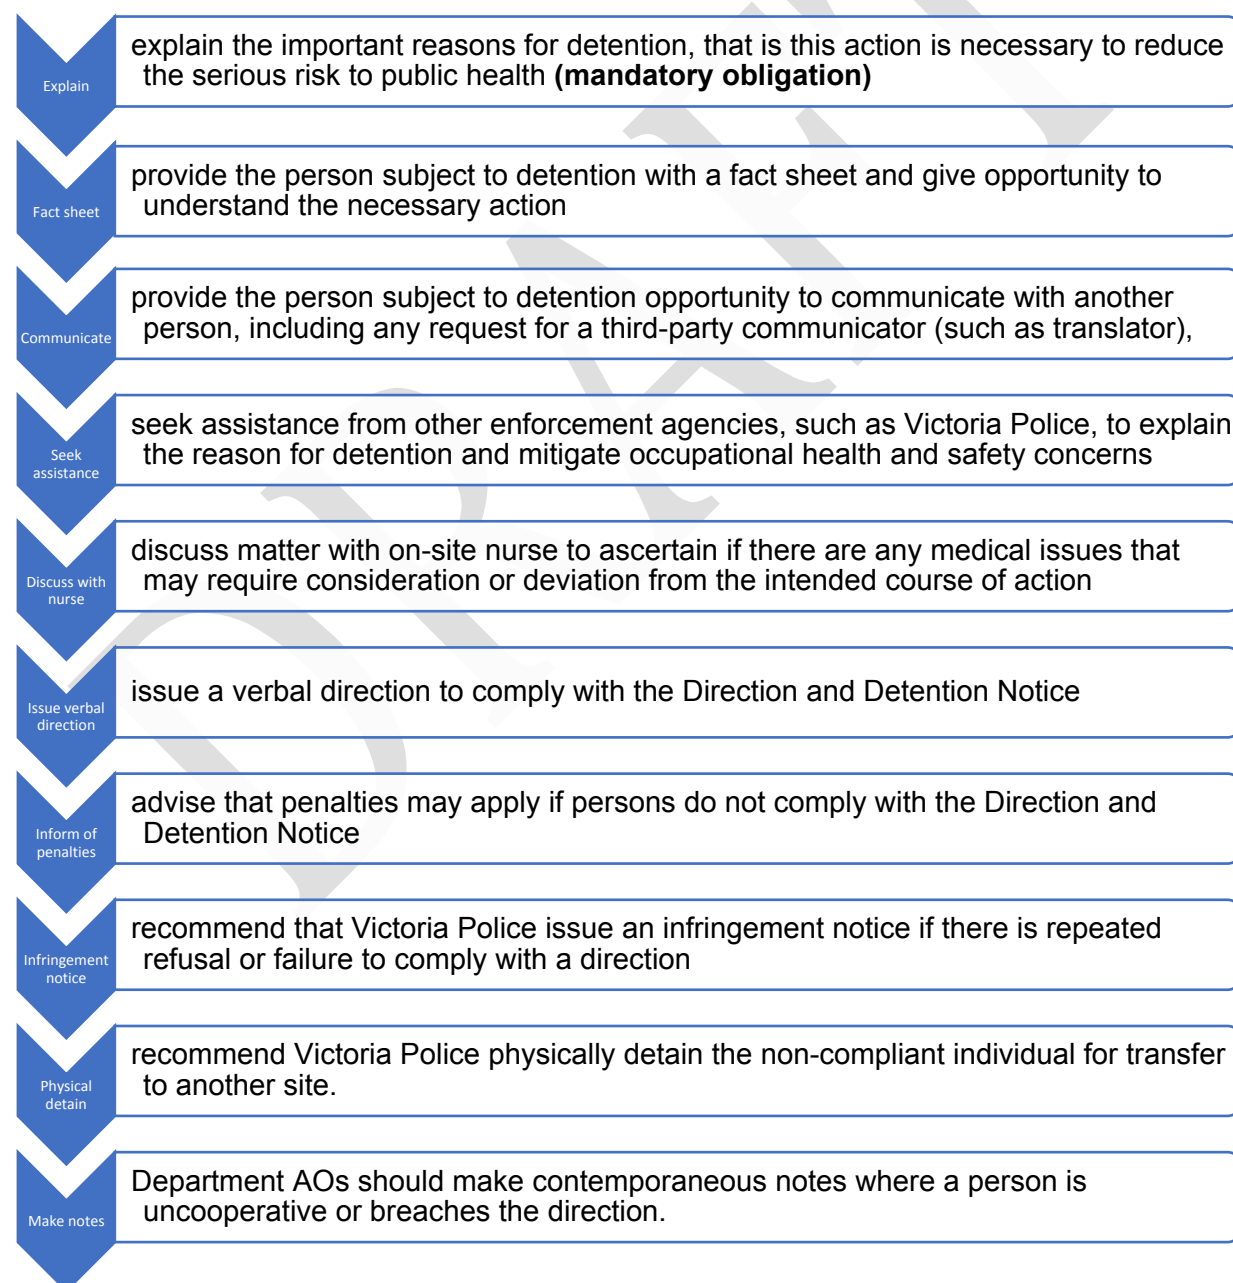 Explain
explain the important reasons for detention, that is this action is necessary to reduce
the serious risk to public health (mandatory obligation)
Fact sheet
provide the person subject to detention with a fact sheet and give opportunity to
understand the necessary action
Communicate
provide the person subject to detention opportunity to communicate with another
person, including any request for a third-party communicator (such as translator),
Seek
assistance
seek assistance from other enforcement agencies, such as Victoria Police, to explain
the reason for detention and mitigate occupational health and safety concerns
Discuss with
nurse
discuss matter with on-site nurse to ascertain if there are any medical issues that
may require consideration or deviation from the intended course of action
Issue verbal
direction
issue a verbal direction to comply with the Direction and Detention Notice
Inform of
penalties
advise that penalties may apply if persons do not comply with the Direction and
Detention Notice
Infringement
notice
recommend that Victoria Police issue an infringement notice if there is repeated
refusal or failure to comply with a direction
Physical
detain
recommend Victoria Police physically detain the non-compliant individual for transfer
to another site.
Make notes
Department AOs should make contemporaneous notes where a person is
uncooperative or breaches the direction.
DRAFT